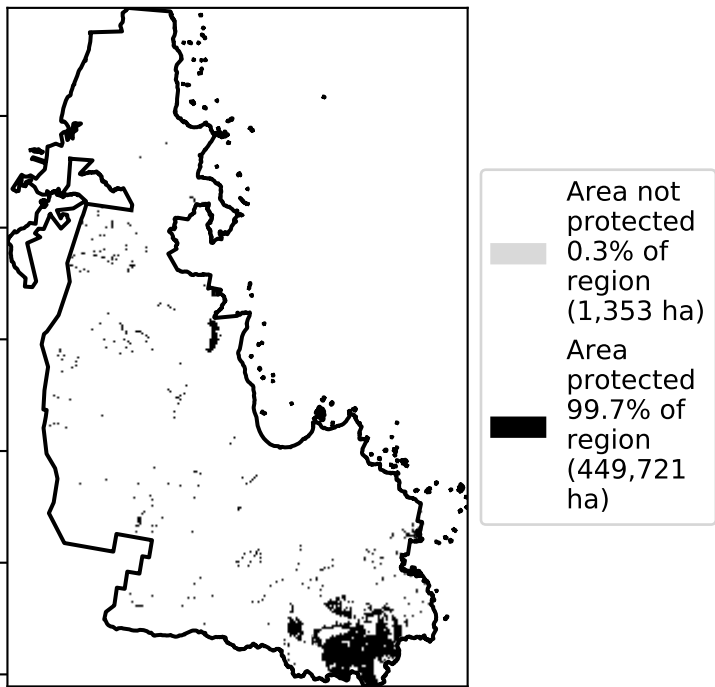 Area not
protected
0.3% of
region
(1,353 ha)
Area
protected
99.7% of
region
(449,721
ha)